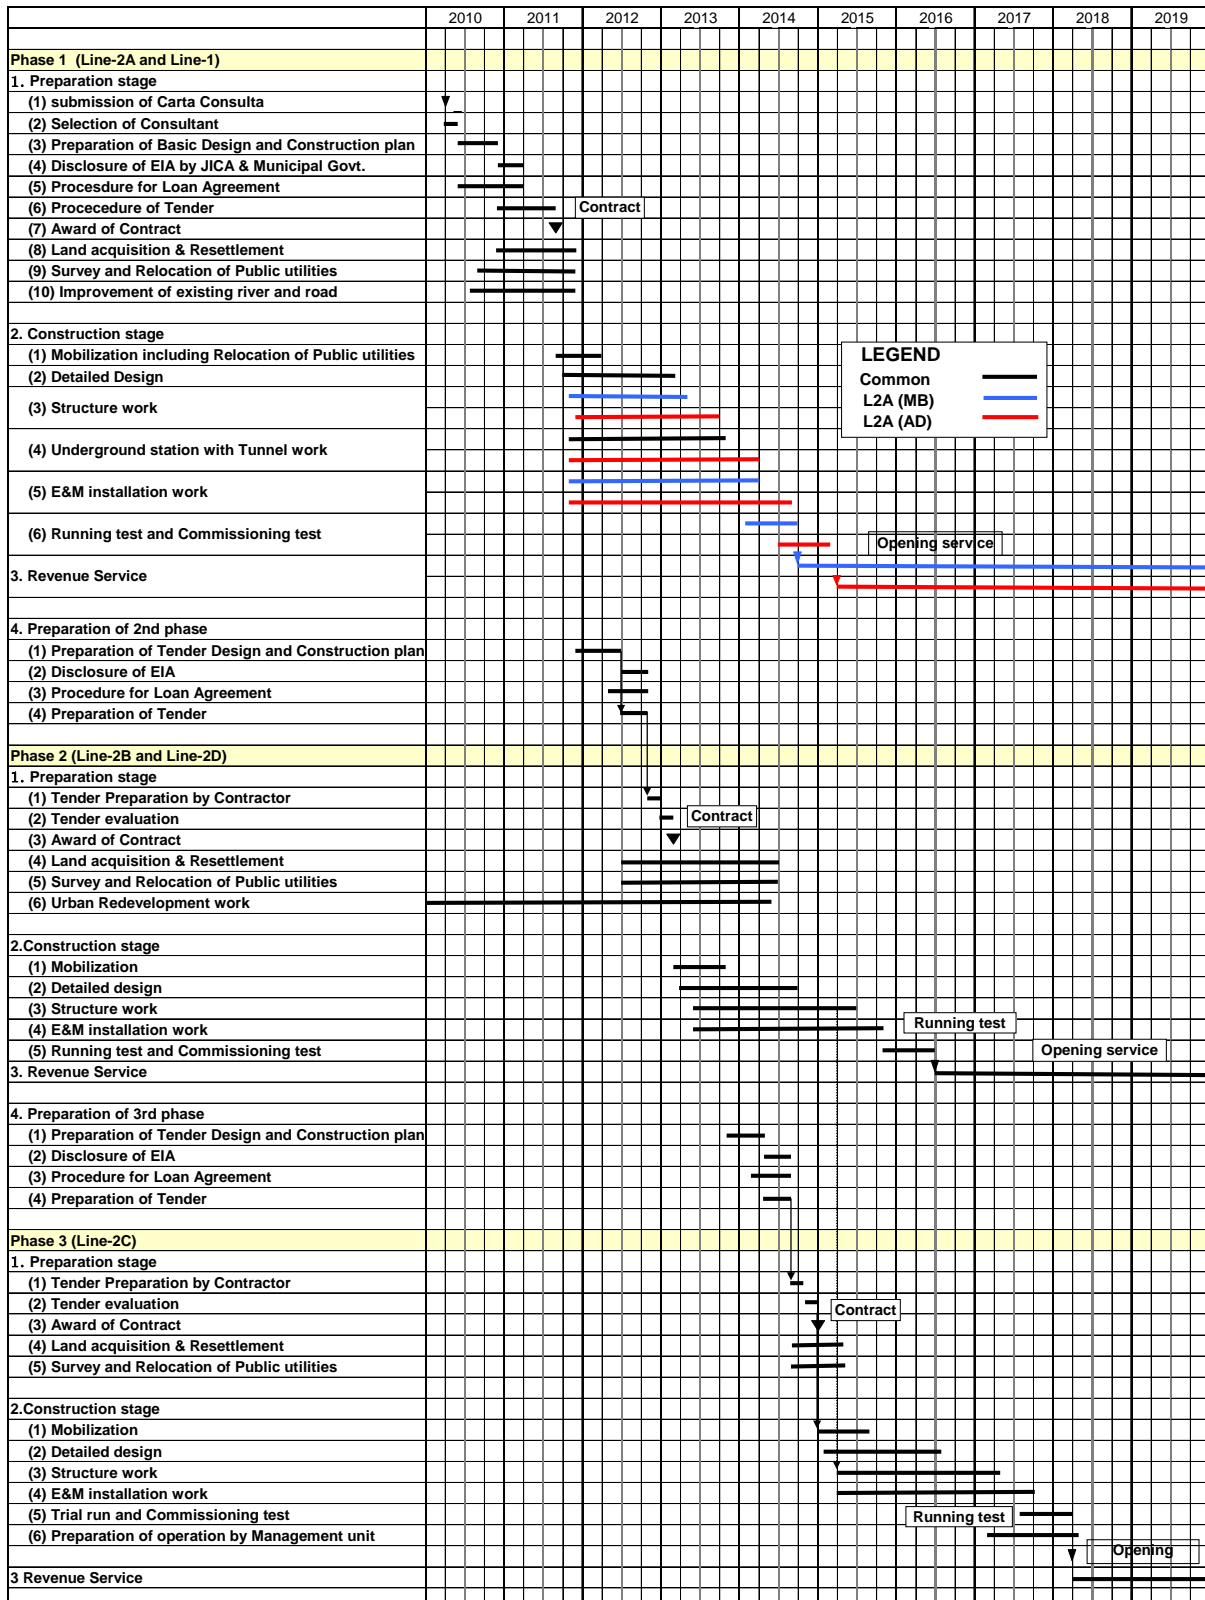 2010 2011 2012 2013 2014 2015 2016 2017 2018 2019
Phase 1 (Line-2A and Line-1)
1. Preparation stage
(1) submission of Carta Consulta
(2) Selection of Consultant
(3) Preparation of Basic Design and Construction plan
(4) Disclosure of EIA by JICA & Municipal Govt.
(5) Procesdure for Loan Agreement
(6) Prececedure of Tender
Contract
(7) Award of Contract
(8) Land acquisition & Resettlement
(9) Survey and Relocation of Public utilities
(10) Improvement of existing river and road
2. Construction stage
(1) Mobilization including Relocation of Public utilities
(2) Detailed Design
(3) Structure work
(4) Underground station with Tunnel work
(5) E&M installation work
(6) Running test and Commissioning test
LEGEND
Common
L2A (MB)
L2A (AD)
Opening service
3. Revenue Service
4. Preparation of 2nd phase
(1) Preparation of Tender Design and Construction plan
(2) Disclosure of EIA
(3) Procedure for Loan Agreement
(4) Preparation of Tender
Phase 2 (Line-2B and Line-2D)
1. Preparation stage
(1) Tender Preparation by Contractor
(2) Tender evaluation
Contract
(3) Award of Contract
(4) Land acquisition & Resettlement
(5) Survey and Relocation of Public utilities
(6) Urban Redevelopment work
2.Construction stage
(1) Mobilization
(2) Detailed design
(3) Structure work
(4) E&M installation work
Running test
(5) Running test and Commissioning test
Opening service
3. Revenue Service
4. Preparation of 3rd phase
(1) Preparation of Tender Design and Construction plan
(2) Disclosure of EIA
(3) Procedure for Loan Agreement
(4) Preparation of Tender
Phase 3 (Line-2C)
1. Preparation stage
(1) Tender Preparation by Contractor
(2) Tender evaluation
Contract
(3) Award of Contract
(4) Land acquisition & Resettlement
(5) Survey and Relocation of Public utilities
2.Construction stage
(1) Mobilization
(2) Detailed design
(3) Structure work
(4) E&M installation work
(5) Trial run and Commissioning test
Running test
(6) Preparation of operation by Management unit
Opening
3 Revenue Service